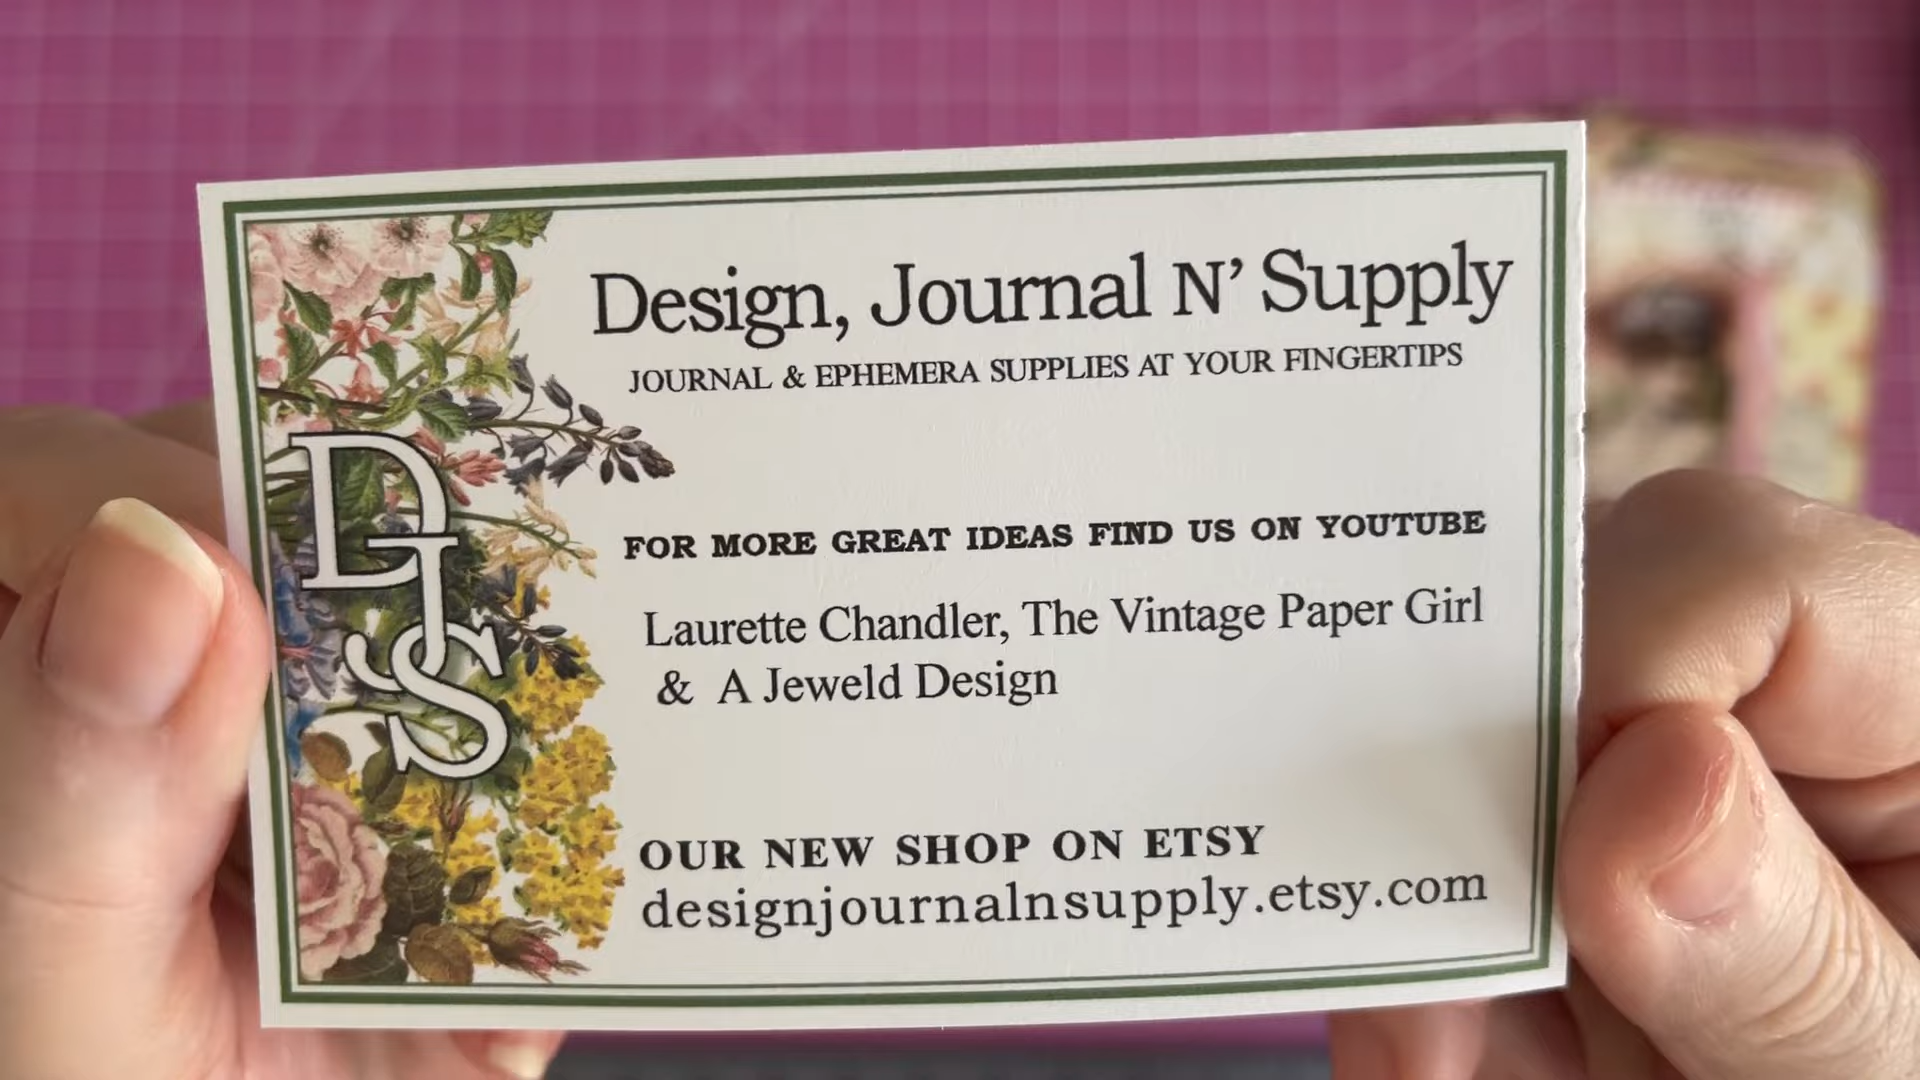 Design, Journal N' Supply
JOURNAL & EPHEMERA SUPPLIES AT YOUR FINGERTIPS
DJS
FOR MORE GREAT IDEAS FIND US ON YOUTUBE
Laurette Chandler, The Vintage Paper Girl
& A Jeweld Design
OUR NEW SHOP ON ETSY
designjournalnsupply.etsy.com